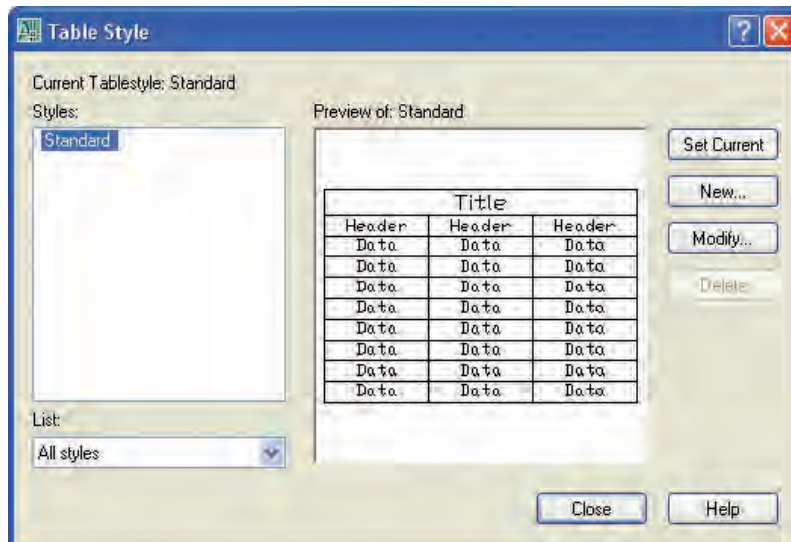 Table Style
Current Tablestyle: Standard
Styles:
Standard
Preview of: Standard
Title
Header Header Header
Data Data Data
Data Data Data
Data Data Data
Data Data Data
Data Data Data
Data Data Data
Data Data Data
Data Data Data
Set Current
New...
Modify...
Delete
List:
All styles
Close
Help